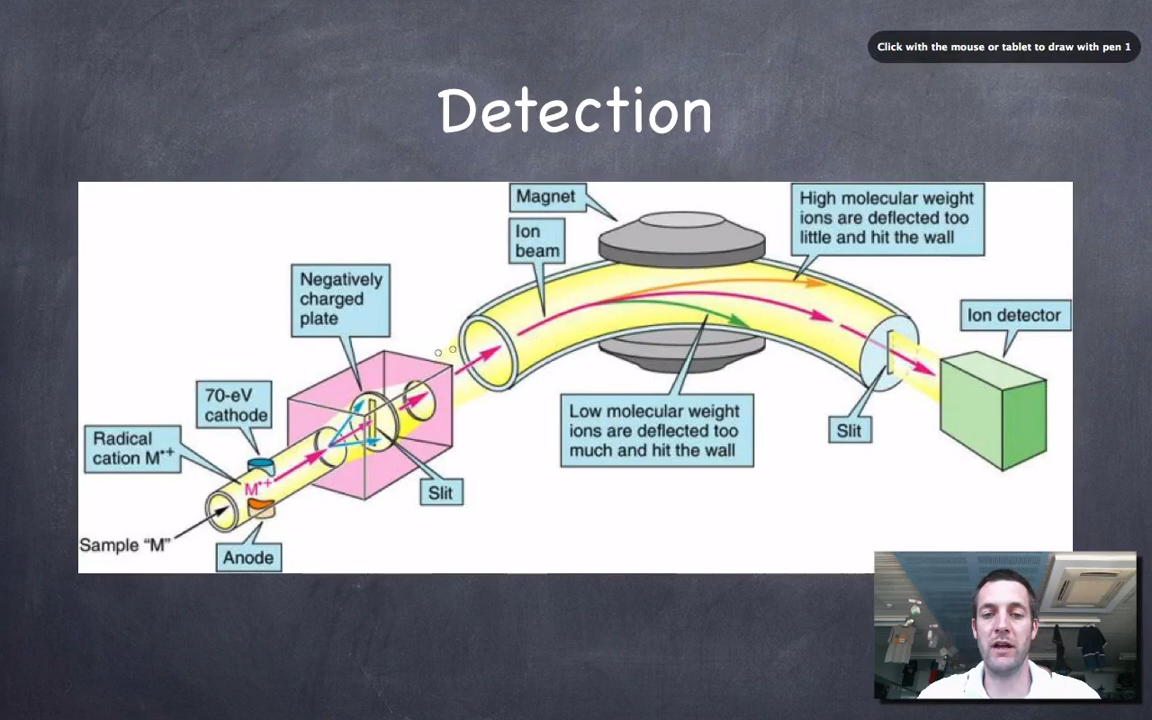 Click with the mouse or tablet to draw with pen 1
Detection
Magnet
High molecular weight
ions are deflected too
little and hit the wall
Ion
beam
Negatively
charged
plate
Ion detector
70-eV
cathode
Low molecular weight
ions are deflected too
much and hit the wall
Slit
Radical
cation M•+
M•+
Slit
Sample “M”
Anode